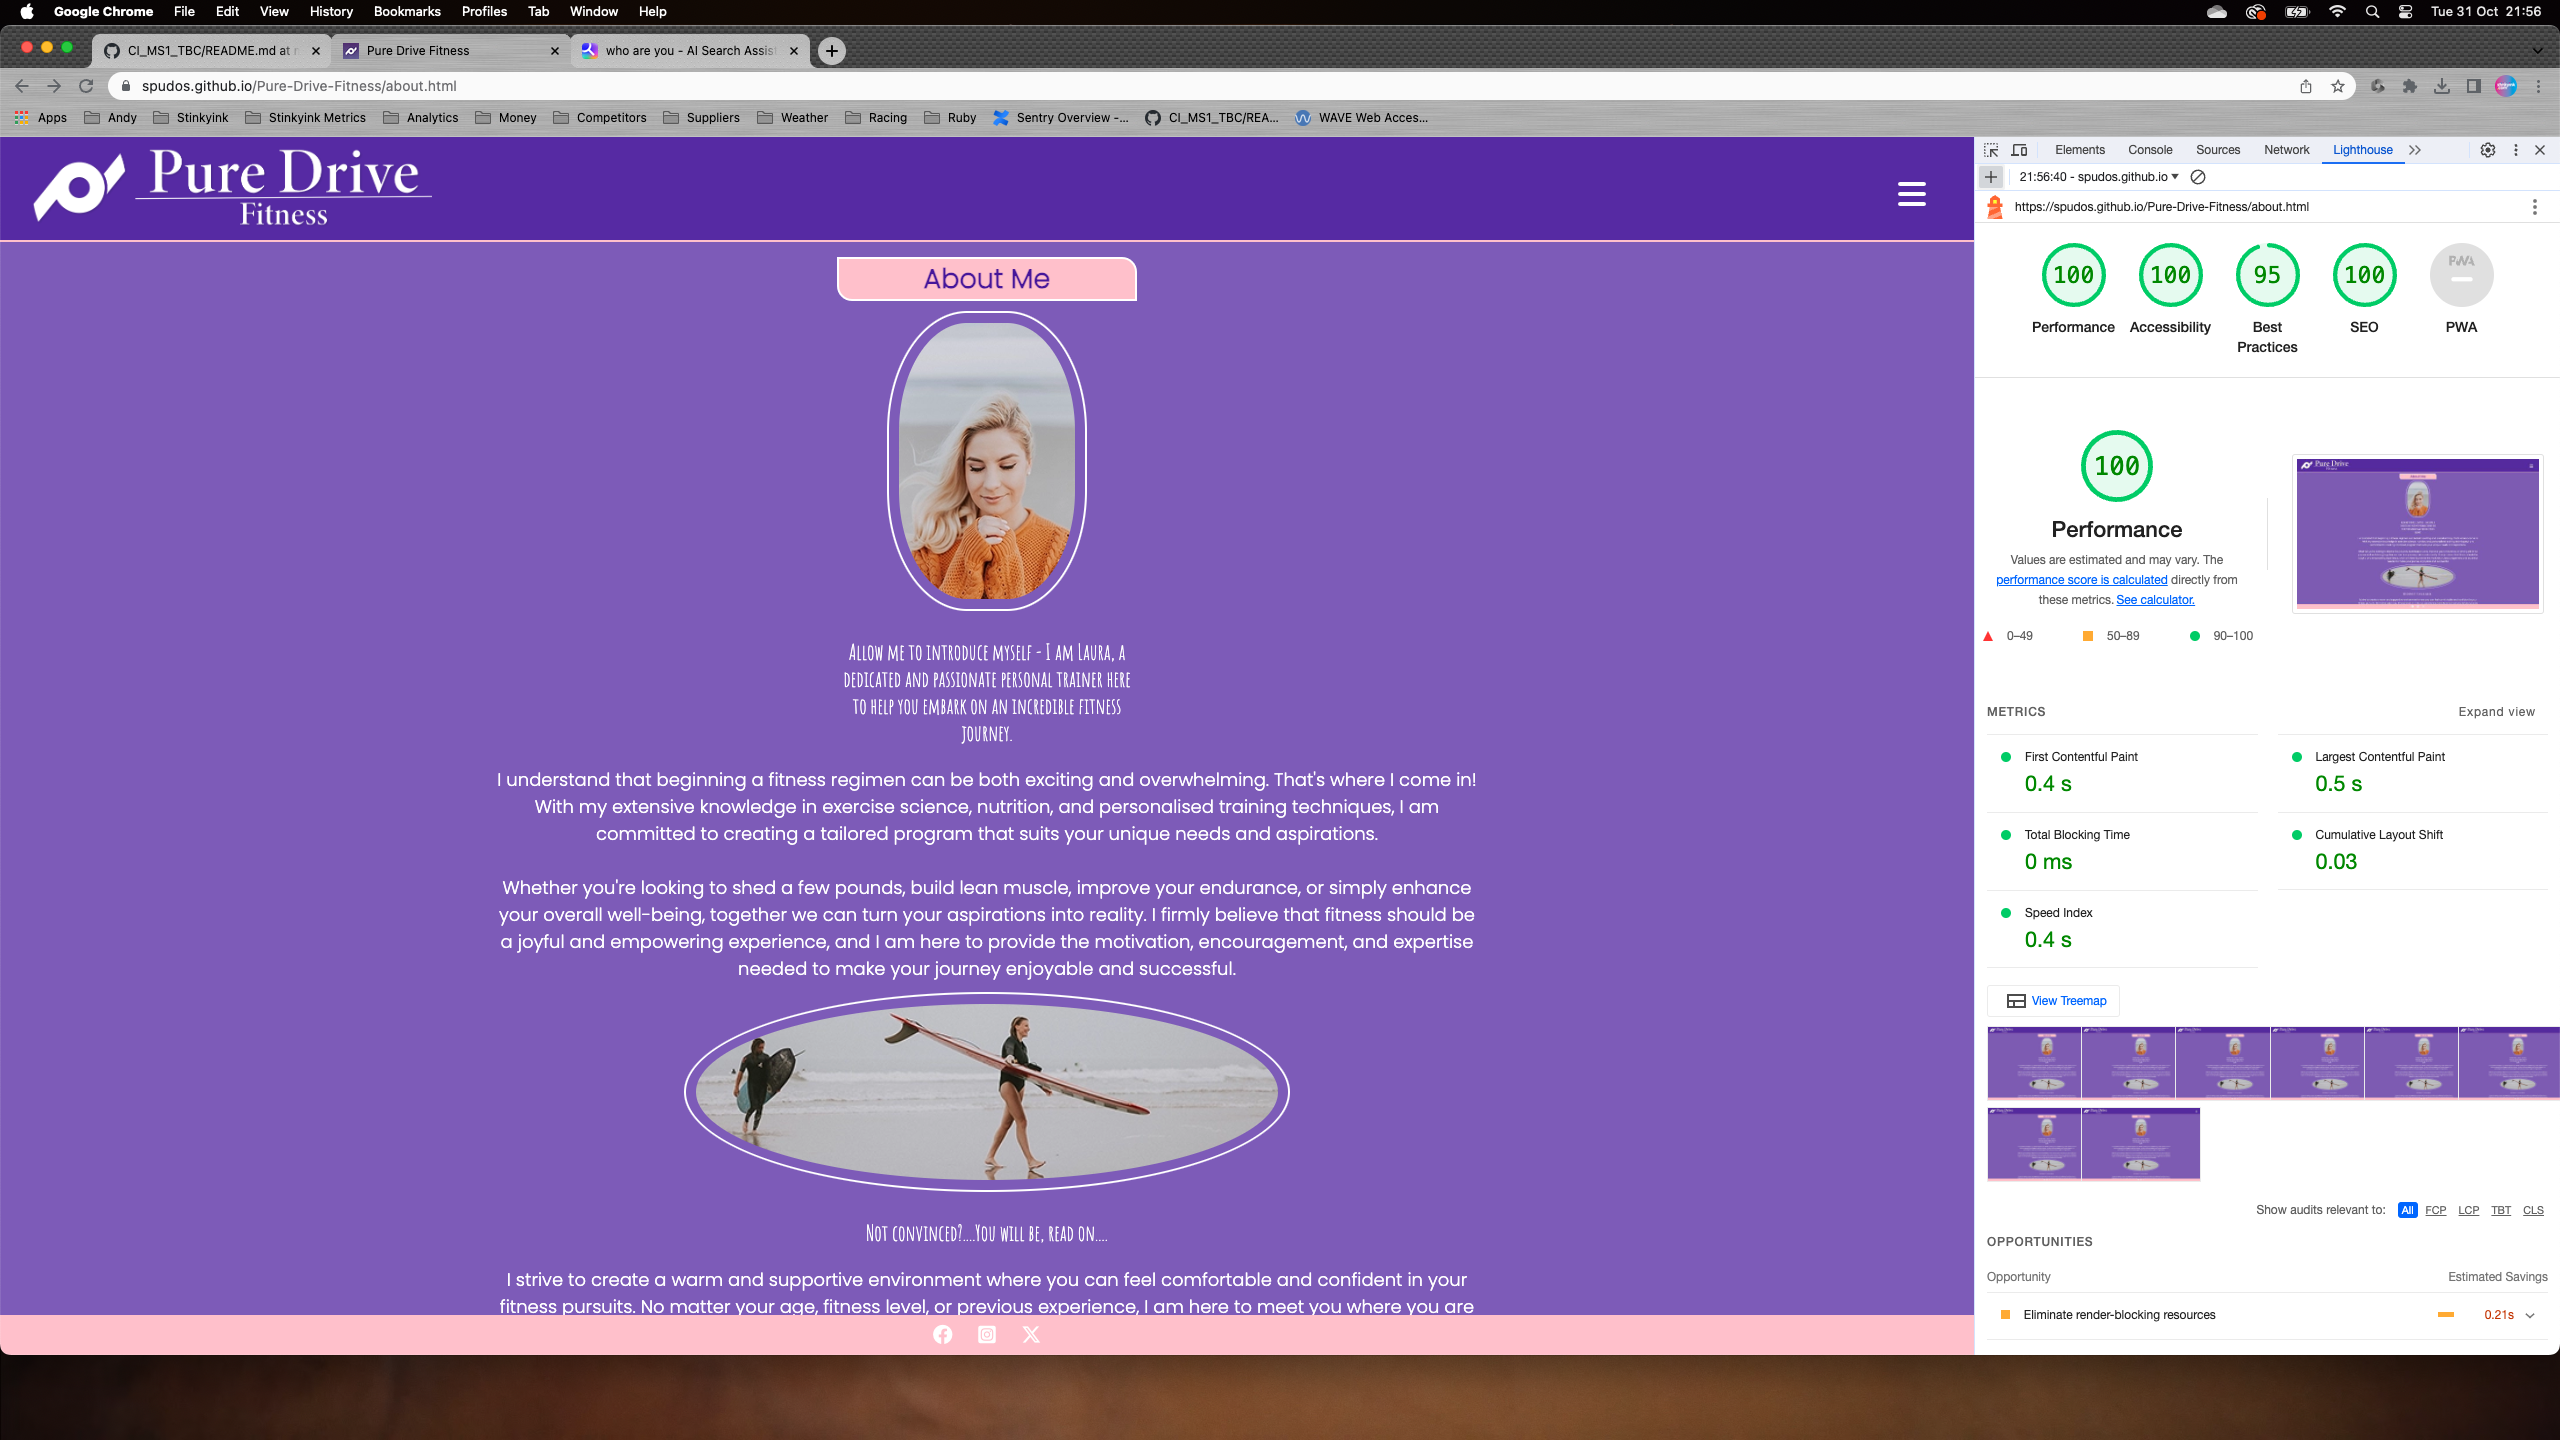 Google Chrome File Edit View History Bookmarks Profiles Tab Window Help Tue 31 Oct 21:56
CI_MS1_TBC/README.md at Pure Drive Fitness who are you - AI Search Assis
spudos.github.io/Pure-Drive-Fitness/about.html
Apps Andy Stinkyink Stinkyink Metrics Analytics Money Competitors Suppliers Weather Racing Ruby Sentry Overview -... CI_MS1_TBC/REA... WAVE Web Acces...
Pure Drive
Fitness
About Me
Allow me to introduce myself - I am Laura, a
dedicated and passionate personal trainer here
to help you embark on an incredible fitness
journey.
I understand that beginning a fitness regimen can be both exciting and overwhelming. That's where I come in!
With my extensive knowledge in exercise science, nutrition, and personalised training techniques, I am
committed to creating a tailored program that suits your unique needs and aspirations.
Whether you're looking to shed a few pounds, build lean muscle, improve your endurance, or simply enhance
your overall well-being, together we can turn your aspirations into reality. I firmly believe that fitness should be
a joyful and empowering experience, and I am here to provide the motivation, encouragement, and expertise
needed to make your journey enjoyable and successful.
Not convinced?....You will be, read on....
I strive to create a warm and supportive environment where you can feel comfortable and confident in your
fitness pursuits. No matter your age, fitness level, or previous experience, I am here to meet you where you are
Elements Console Sources Network Lighthouse
21:56:40 - spudos.github.io
https://spudos.github.io/Pure-Drive-Fitness/about.html
100 100 95 100 PWA
Performance Accessibility Best Practices SEO PWA
100
Performance
Values are estimated and may vary. The
performance score is calculated directly from
these metrics. See calculator.
0–49 50–89 90–100
METRICS Expand view
First Contentful Paint Largest Contentful Paint
0.4 s 0.5 s
Total Blocking Time Cumulative Layout Shift
0 ms 0.03
Speed Index
0.4 s
View Treemap
Show audits relevant to: All FCP LCP TBT CLS
OPPORTUNITIES
Opportunity Estimated Savings
Eliminate render-blocking resources 0.21s